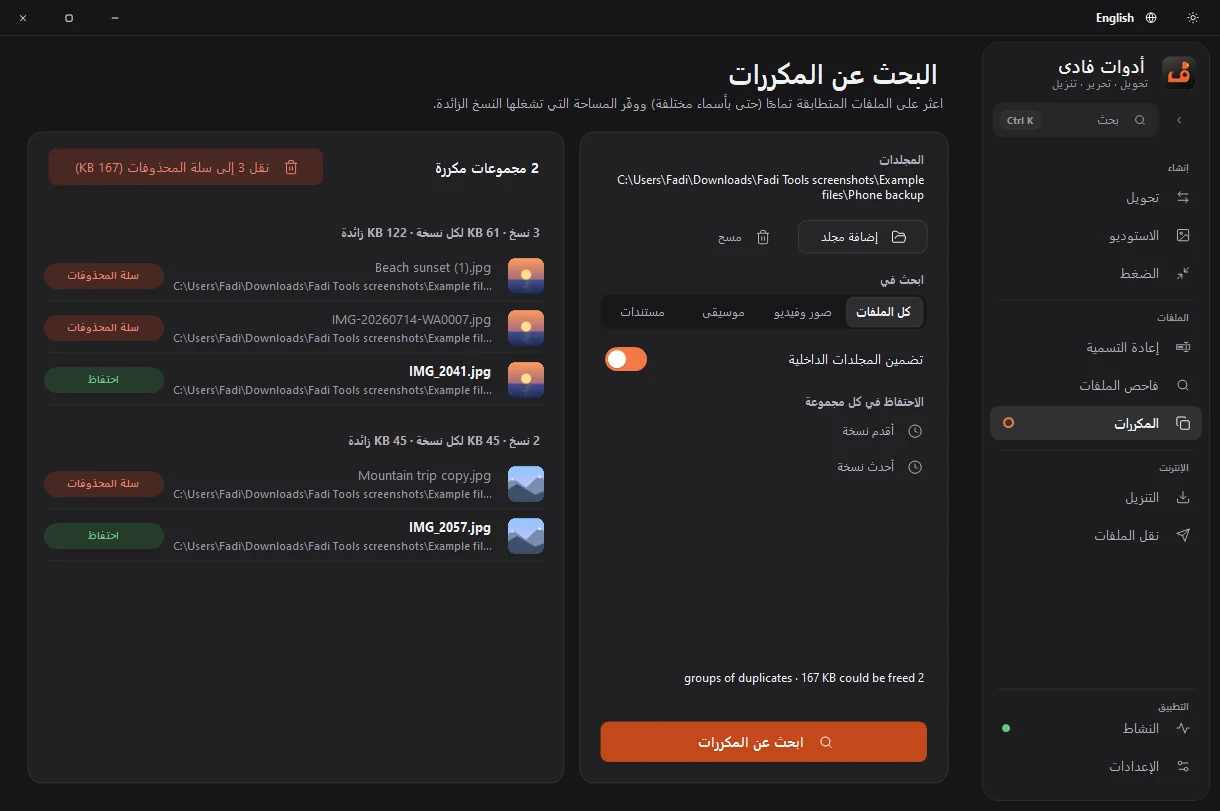 English
أدوات فادي
تحويل · تحرير · تنزيل
بحث
Ctrl K
إنشاء
تحويل
الاستوديو
الضغط
الملفات
إعادة التسمية
فاحص الملفات
المكررات
الإنترنت
التنزيل
نقل الملفات
التطبيق
النشاط
الإعدادات
البحث عن المكررات
اعثر على الملفات المتطابقة تمامًا (حتى بأسماء مختلفة) ووفّر المساحة التي تشغلها النسخ الزائدة.
المجلدات
C:\Users\Fadi\Downloads\Fadi Tools screenshots\Example
files\Phone backup
إضافة مجلد
مسح
ابحث في
كل الملفات
صور وفيديو
موسيقى
مستندات
تضمين المجلدات الداخلية
الاحتفاظ في كل مجموعة
أقدم نسخة
أحدث نسخة
groups of duplicates · 167 KB could be freed 2
ابحث عن المكررات
2 مجموعات مكررة
نقل 3 إلى سلة المحذوفات (167 KB)
3 نسخ · 61 KB لكل نسخة · 122 KB زائدة
Beach sunset (1).jpg
C:\Users\Fadi\Downloads\Fadi Tools screenshots\Example fil...
سلة المحذوفات
IMG-20260714-WA0007.jpg
C:\Users\Fadi\Downloads\Fadi Tools screenshots\Example fil...
سلة المحذوفات
IMG_2041.jpg
C:\Users\Fadi\Downloads\Fadi Tools screenshots\Example fil...
احتفاظ
2 نسخ · 45 KB لكل نسخة · 45 KB زائدة
Mountain trip copy.jpg
C:\Users\Fadi\Downloads\Fadi Tools screenshots\Example fil...
سلة المحذوفات
IMG_2057.jpg
C:\Users\Fadi\Downloads\Fadi Tools screenshots\Example fil...
احتفاظ